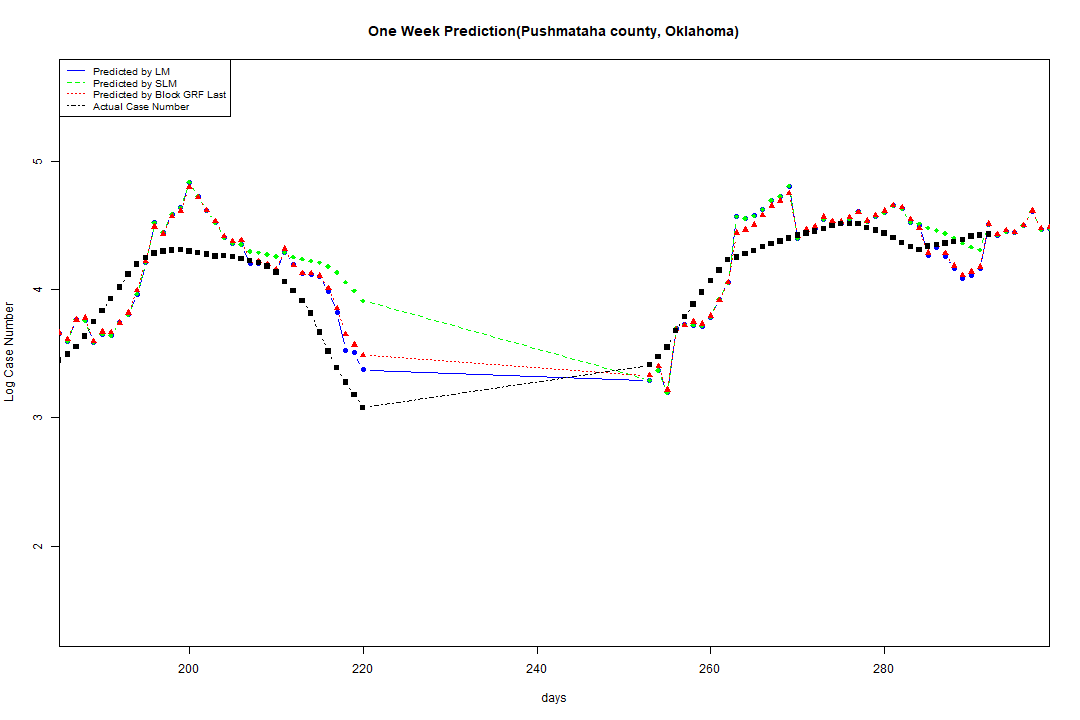 One Week Prediction(Pushmataha county, Oklahoma)
Predicted by LM
Predicted by SLM
Predicted by Block GRF Last
Actual Case Number
5
4
3
2
Log Case Number
200 220 240 260 280
days